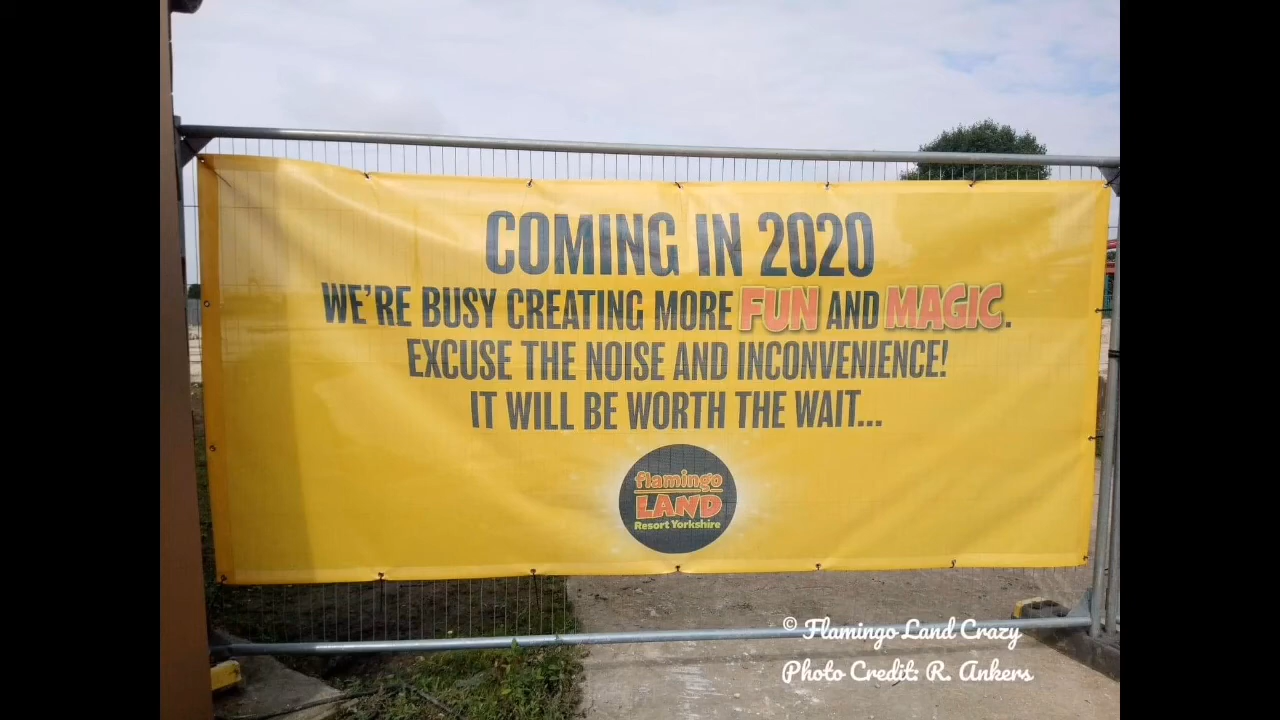 COMING IN 2020
WE'RE BUSY CREATING MORE FUN AND MAGIC.
EXCUSE THE NOISE AND INCONVENIENCE!
IT WILL BE WORTH THE WAIT...
flamingo
LAND
Resort Yorkshire
© Flamingo Land Crazy
Photo Credit: R. Ankers